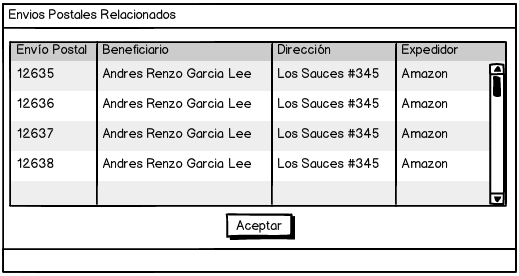 Envios Postales Relacionados
Envío Postal Beneficiario Dirección Expedidor
12635 Andres Renzo Garcia Lee Los Sauces #345 Amazon
12636 Andres Renzo Garcia Lee Los Sauces #345 Amazon
12637 Andres Renzo Garcia Lee Los Sauces #345 Amazon
12638 Andres Renzo Garcia Lee Los Sauces #345 Amazon
Aceptar